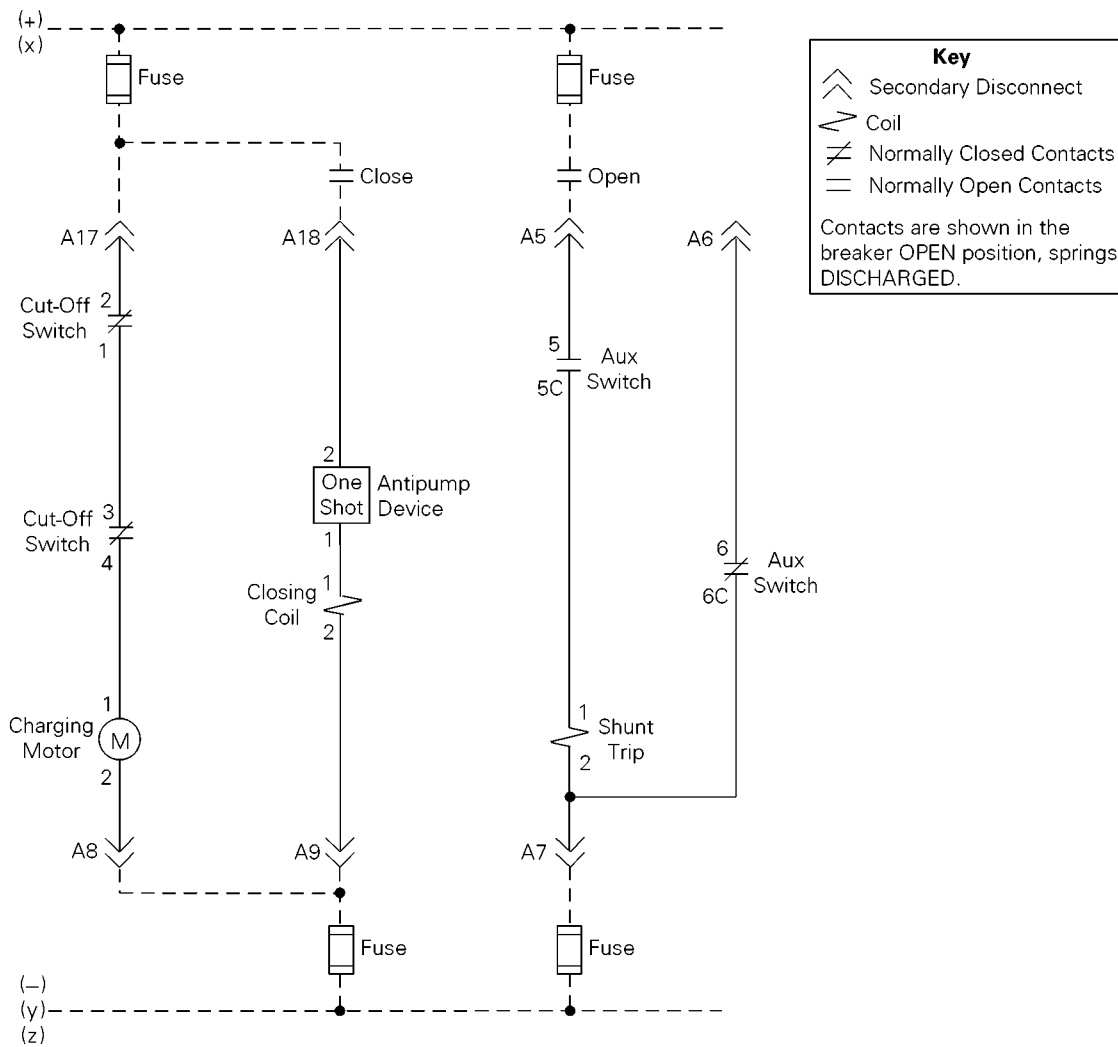 (+)
(x)
Fuse
Fuse
Key
Secondary Disconnect
Coil
Normally Closed Contacts
Normally Open Contacts
Contacts are shown in the
breaker OPEN position, springs
DISCHARGED.
Close
Open
A17
A18
A5
A6
Cut-Off
Switch
2
1
5
5C
Aux
Switch
2
One
Shot
1
Antipump
Device
Cut-Off
Switch
3
4
6
6C
Aux
Switch
Closing
Coil
1
2
Charging
Motor
1
M
2
1
2
Shunt
Trip
A8
A9
A7
Fuse
Fuse
(–)
(y)
(z)